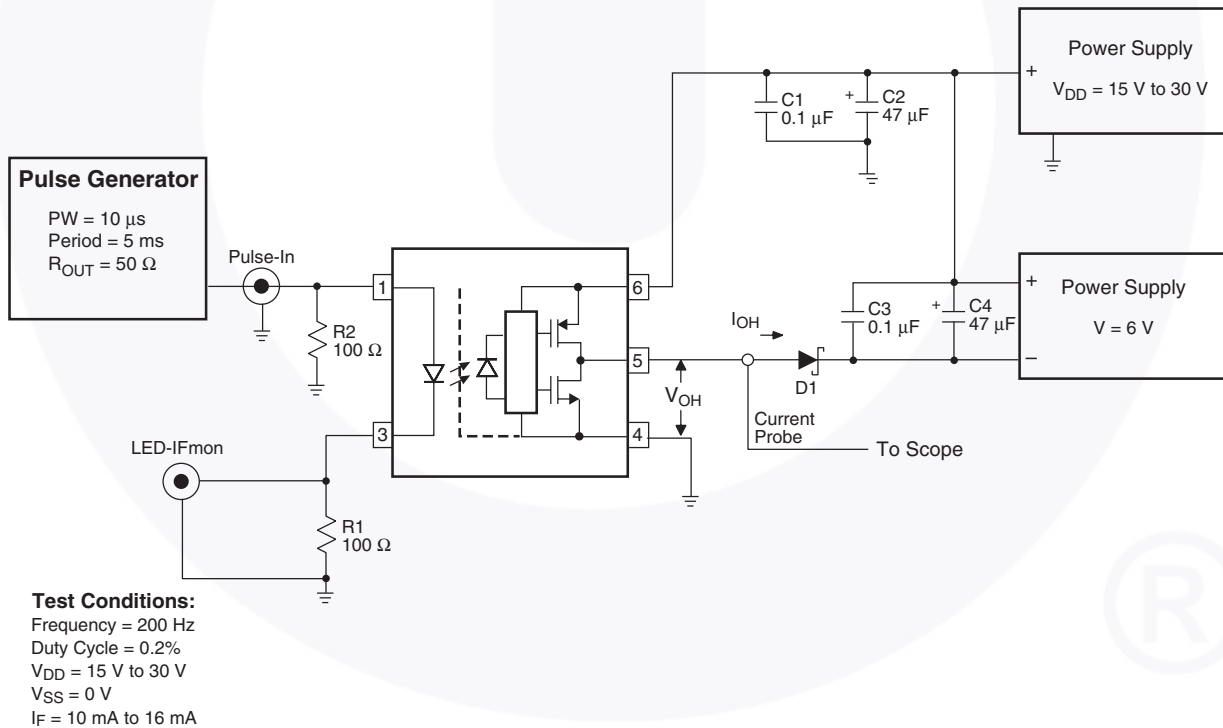 Power Supply
V_DD = 15 V to 30 V
+
C1
0.1 μF
+
C2
47 μF
Pulse Generator
PW = 10 μs
Period = 5 ms
R_OUT = 50 Ω
Pulse-In
1
6
R2
100 Ω
Power Supply
V = 6 V
+
−
C3
0.1 μF
+
C4
47 μF
I_OH
5
D1
V_OH
3
4
Current
Probe
To Scope
LED-IFmon
R1
100 Ω
Test Conditions:
Frequency = 200 Hz
Duty Cycle = 0.2%
V_DD = 15 V to 30 V
V_SS = 0 V
I_F = 10 mA to 16 mA
®